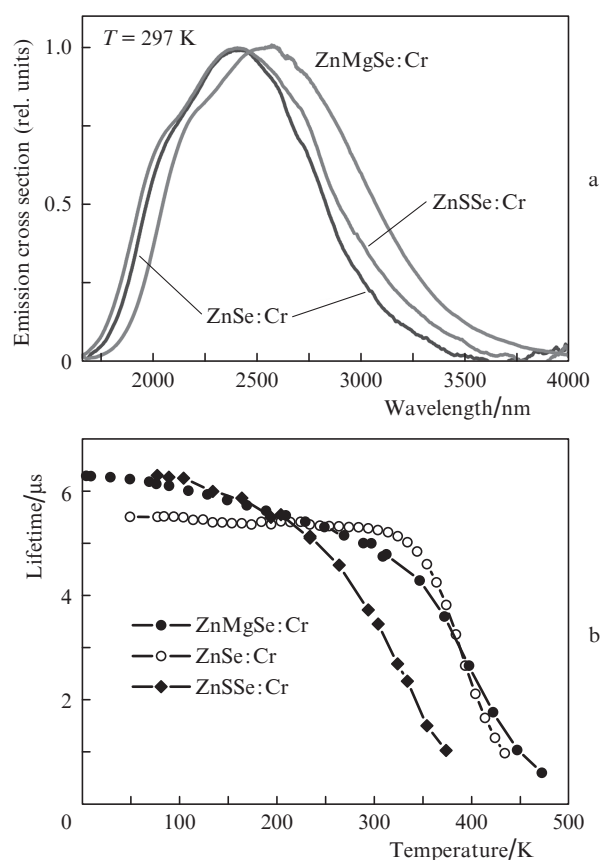 T = 297 K
ZnMgSe : Cr
ZnSSe : Cr
ZnSe : Cr
Emission cross section (rel. units)
1.0
0.5
0
2000 2500 3000 3500 4000
Wavelength/nm
a
Lifetime/μs
6
4
2
0 100 200 300 400 500
Temperature/K
ZnMgSe : Cr
ZnSe : Cr
ZnSSe : Cr
b